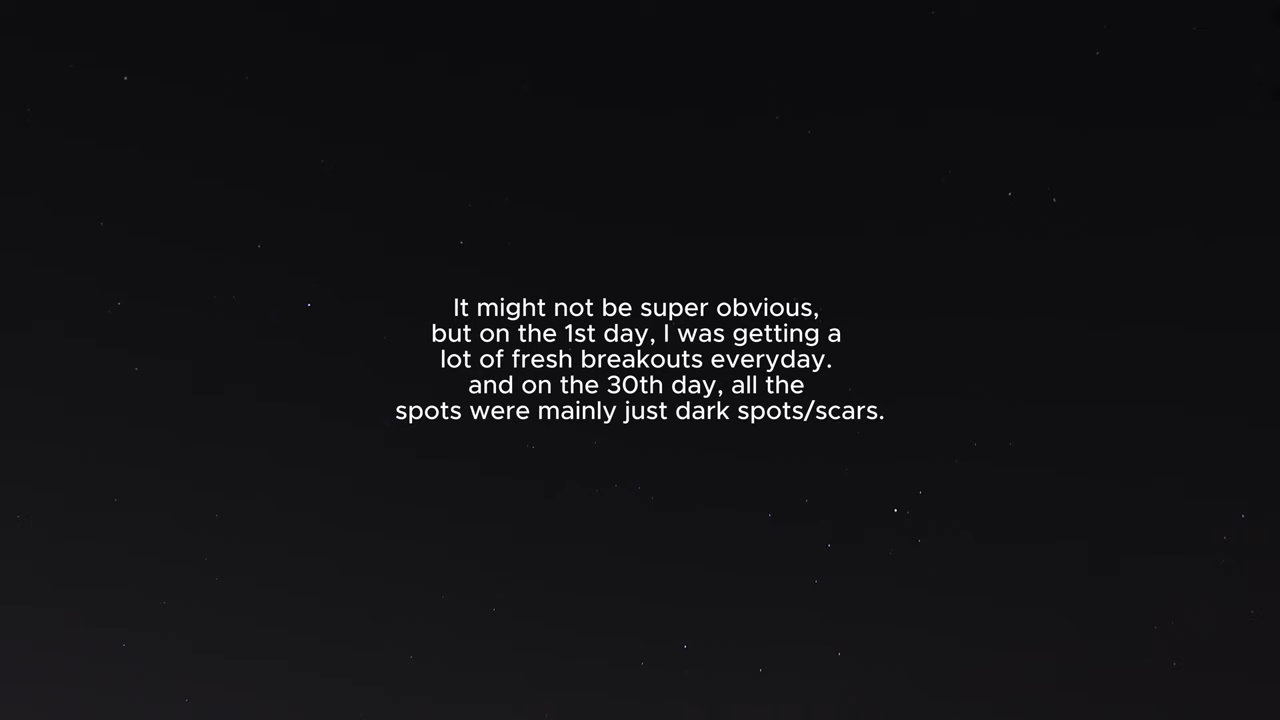 It might not be super obvious,
but on the 1st day, I was getting a
lot of fresh breakouts everyday.
and on the 30th day, all the
spots were mainly just dark spots/scars.